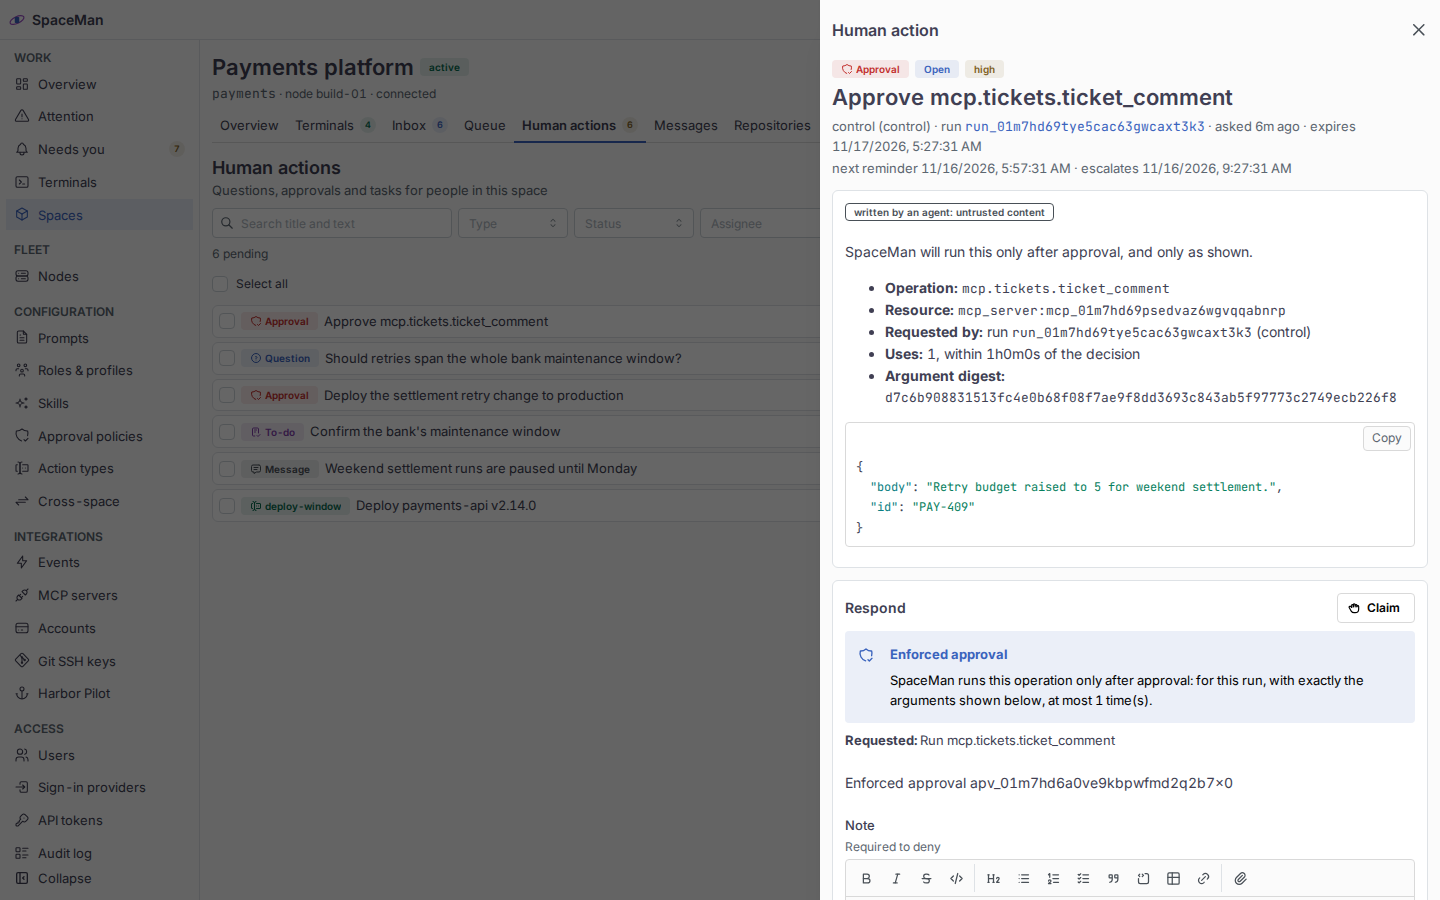 SpaceMan
WORK
Overview
Attention
Needs you 7
Terminals
Spaces
FLEET
Nodes
CONFIGURATION
Prompts
Roles & profiles
Skills
Approval policies
Action types
Cross-space
INTEGRATIONS
Events
MCP servers
Accounts
Git SSH keys
Harbor Pilot
ACCESS
Users
Sign-in providers
API tokens
Audit log
Collapse
Payments platform active
payments · node build-01 · connected
Overview Terminals 4 Inbox 6 Queue Human actions 6 Messages Repositories
Human actions
Questions, approvals and tasks for people in this space
Search title and text Type Status Assignee
6 pending
Select all
Approval Approve mcp.tickets.ticket_comment
Question Should retries span the whole bank maintenance window?
Approval Deploy the settlement retry change to production
To-do Confirm the bank's maintenance window
Message Weekend settlement runs are paused until Monday
deploy-window Deploy payments-api v2.14.0
Human action
Approval Open high
Approve mcp.tickets.ticket_comment
control (control) · run run_01m7hd69tye5cac63gwcaxt3k3 · asked 6m ago · expires
11/17/2026, 5:27:31 AM
next reminder 11/16/2026, 5:57:31 AM · escalates 11/16/2026, 9:27:31 AM
written by an agent: untrusted content
SpaceMan will run this only after approval, and only as shown.
Operation: mcp.tickets.ticket_comment
Resource: mcp_server:mcp_01m7hd69psedvaz6wgvqqabnrp
Requested by: run run_01m7hd69tye5cac63gwcaxt3k3 (control)
Uses: 1, within 1h0m0s of the decision
Argument digest:
d7c6b908831513fc4e0b68f08f7ae9f8dd3693c843ab5f97773c2749ecb226f8
Copy
{
"body": "Retry budget raised to 5 for weekend settlement.",
"id": "PAY-409"
}
Respond
Claim
Enforced approval
SpaceMan runs this operation only after approval: for this run, with exactly the
arguments shown below, at most 1 time(s).
Requested: Run mcp.tickets.ticket_comment
Enforced approval apv_01m7hd6a0ve9kbpwfmd2q2b7x0
Note
Required to deny
B I S </> H2